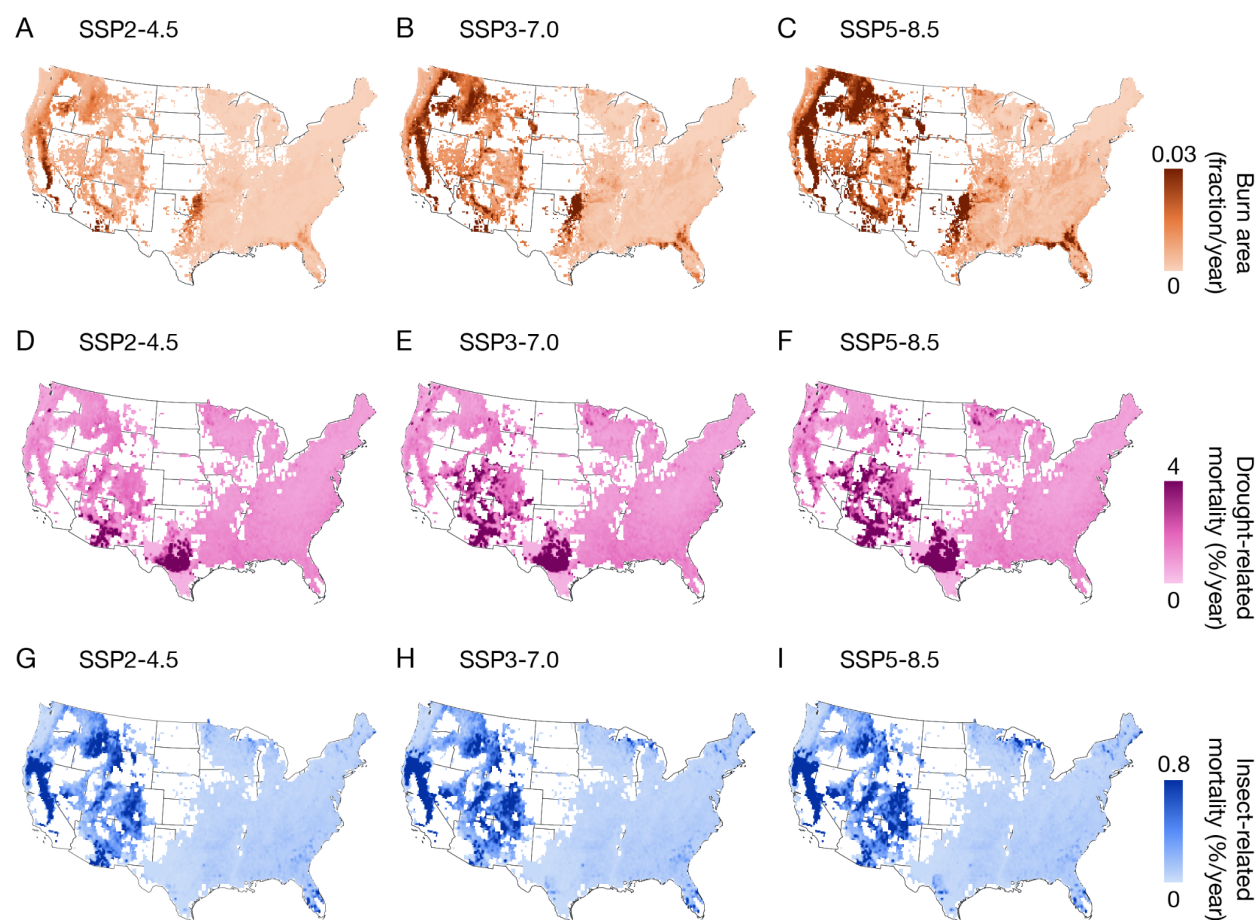 A SSP2-4.5
B SSP3-7.0
C SSP5-8.5
0.03
0
Burn area
(fraction/year)
D SSP2-4.5
E SSP3-7.0
F SSP5-8.5
4
0
Drought-related
mortality (%/year)
G SSP2-4.5
H SSP3-7.0
I SSP5-8.5
0.8
0
Insect-related
mortality (%/year)